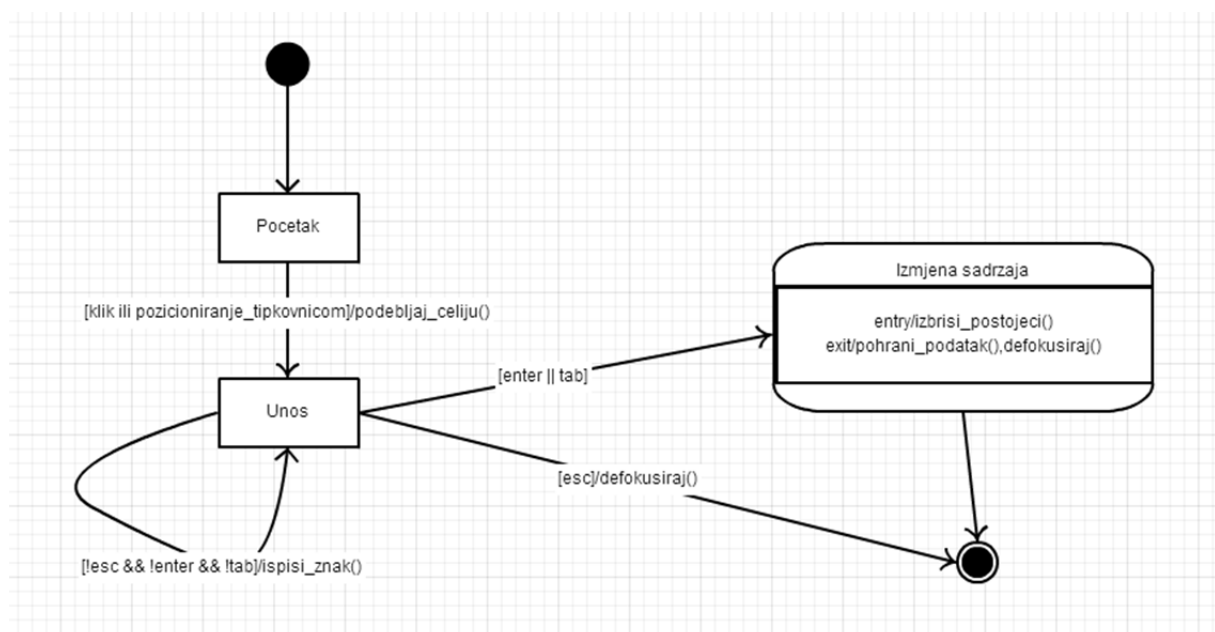 Pocetak
[klik ili pozicioniranje_tipkovnicom]/podebljaj_celiju()
Unos
[!esc && !enter && !tab]/ispisi_znak()
[enter || tab]
[esc]/defokusiraj()
Izmjena sadrzaja
entry/izbrisi_postojeci()
exit/pohrani_podatak(),defokusiraj()